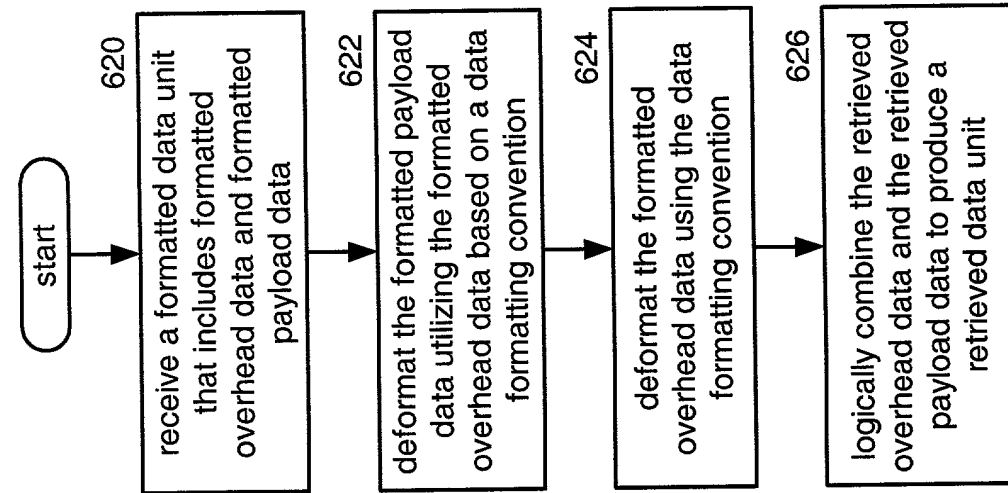 start
620
receive a formatted data unit
that includes formatted
overhead data and formatted
payload data
622
deformat the formatted payload
data utilizing the formatted
overhead data based on a data
formatting convention
624
deformat the formatted
overhead data using the data
formatting convention
626
logically combine the retrieved
overhead data and the retrieved
payload data to produce a
retrieved data unit